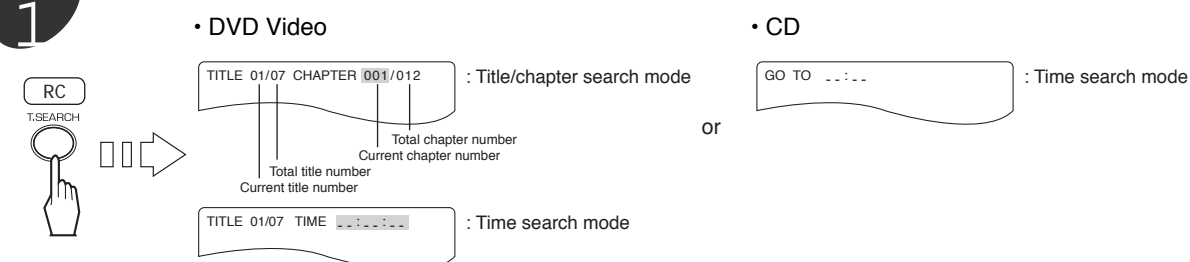 1
• DVD Video
• CD
RC
T.SEARCH
TITLE 01/07 CHAPTER 001/012
: Title/chapter search mode
Total chapter number
Current chapter number
Total title number
Current title number
or
GO TO _ _:_ _
: Time search mode
TITLE 01/07 TIME _ _:_ _:_ _
: Time search mode